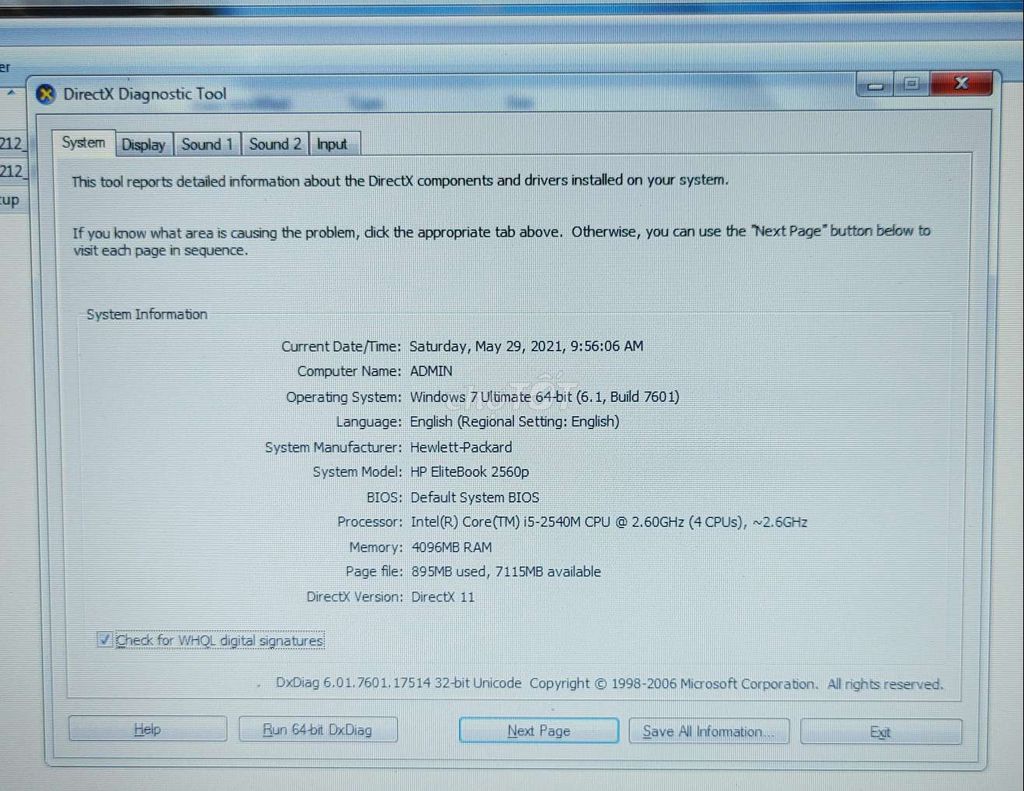 er
DirectX Diagnostic Tool
212_
212_
tup
System
Display
Sound 1
Sound 2
Input
This tool reports detailed information about the DirectX components and drivers installed on your system.
If you know what area is causing the problem, click the appropriate tab above. Otherwise, you can use the "Next Page" button below to
visit each page in sequence.
System Information
Current Date/Time: Saturday, May 29, 2021, 9:56:06 AM
Computer Name: ADMIN
Operating System: Windows 7 Ultimate 64-bit (6.1, Build 7601)
chợTỐT
Language: English (Regional Setting: English)
System Manufacturer: Hewlett-Packard
System Model: HP EliteBook 2560p
BIOS: Default System BIOS
Processor: Intel(R) Core(TM) i5-2540M CPU @ 2.60GHz (4 CPUs), ~2.6GHz
Memory: 4096MB RAM
Page file: 895MB used, 7115MB available
DirectX Version: DirectX 11
Check for WHQL digital signatures
DxDiag 6.01.7601.17514 32-bit Unicode Copyright © 1998-2006 Microsoft Corporation. All rights reserved.
Help
Run 64-bit DxDiag
Next Page
Save All Information...
Exit